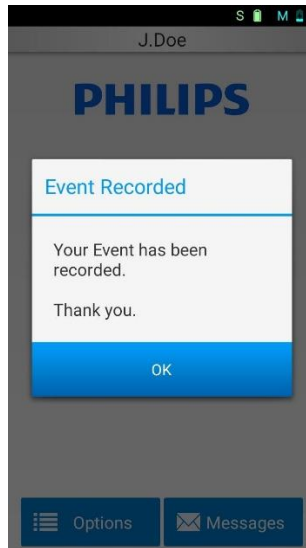 S M
J.Doe
PHILIPS
Event Recorded
Your Event has been
recorded.
Thank you.
OK
Options
Messages